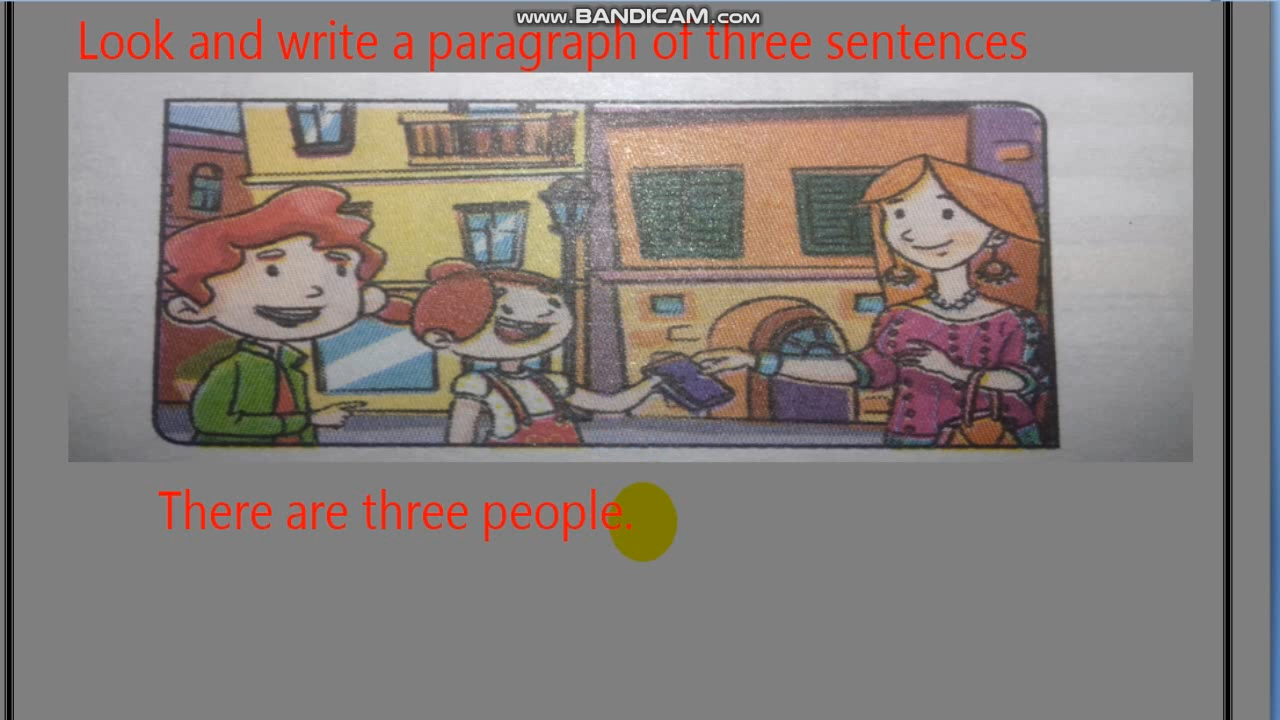 www.BANDICAM.com
Look and write a paragraph of three sentences
There are three people.